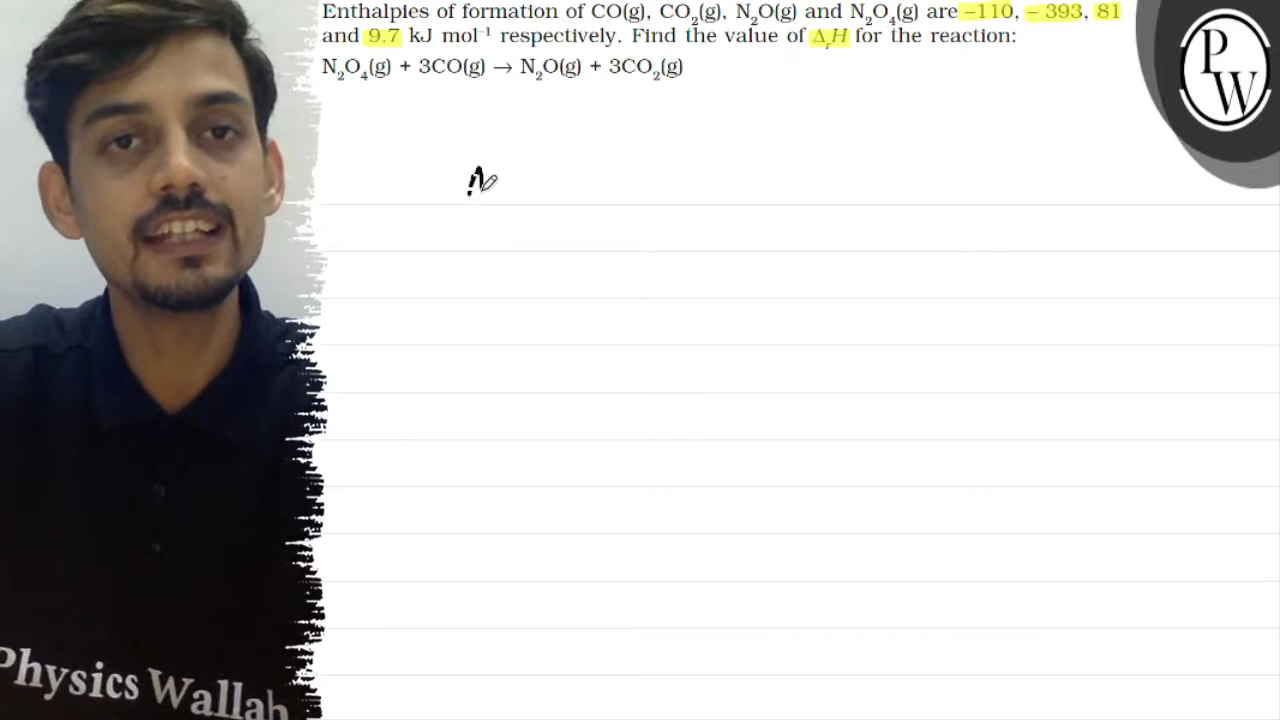 Enthalpies of formation of CO(g), CO₂(g), N₂O(g) and N₂O₄(g) are –110, – 393, 81
and 9.7 kJ mol⁻¹ respectively. Find the value of ΔᵣH for the reaction:
N₂O₄(g) + 3CO(g) → N₂O(g) + 3CO₂(g)
PW
Physics Wallah